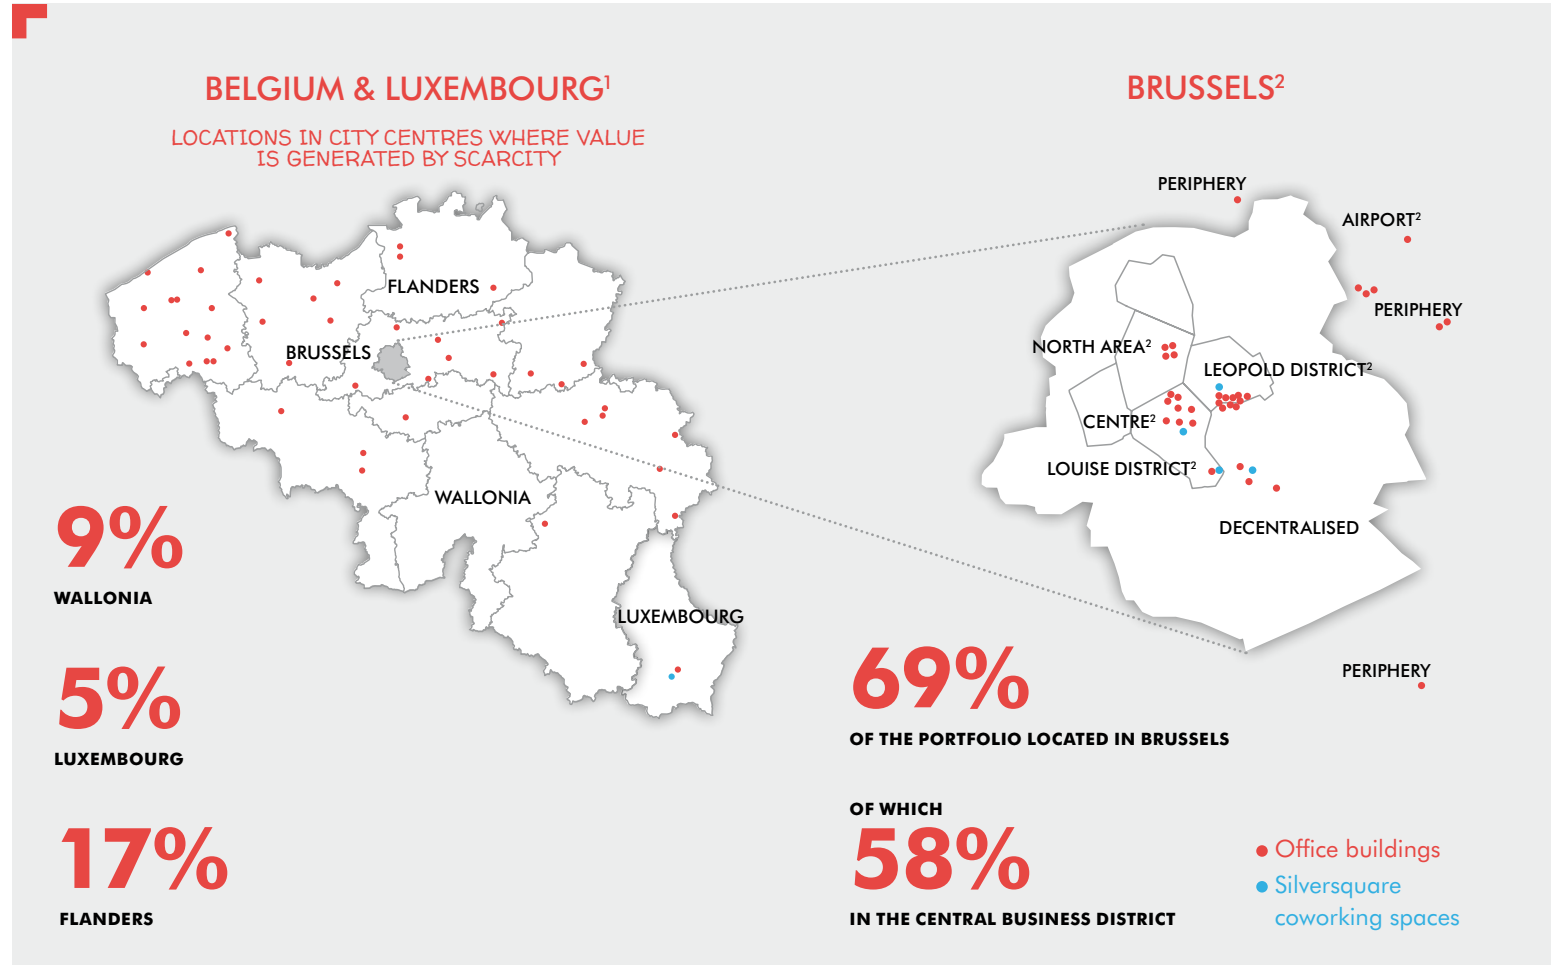 BELGIUM & LUXEMBOURG¹
LOCATIONS IN CITY CENTRES WHERE VALUE
IS GENERATED BY SCARCITY
FLANDERS
BRUSSELS
WALLONIA
LUXEMBOURG
9%
WALLONIA
5%
LUXEMBOURG
17%
FLANDERS
BRUSSELS²
PERIPHERY
AIRPORT²
PERIPHERY
NORTH AREA²
LEOPOLD DISTRICT²
CENTRE²
LOUISE DISTRICT²
DECENTRALISED
PERIPHERY
69%
OF THE PORTFOLIO LOCATED IN BRUSSELS
OF WHICH
58%
IN THE CENTRAL BUSINESS DISTRICT
Office buildings
Silversquare
coworking spaces